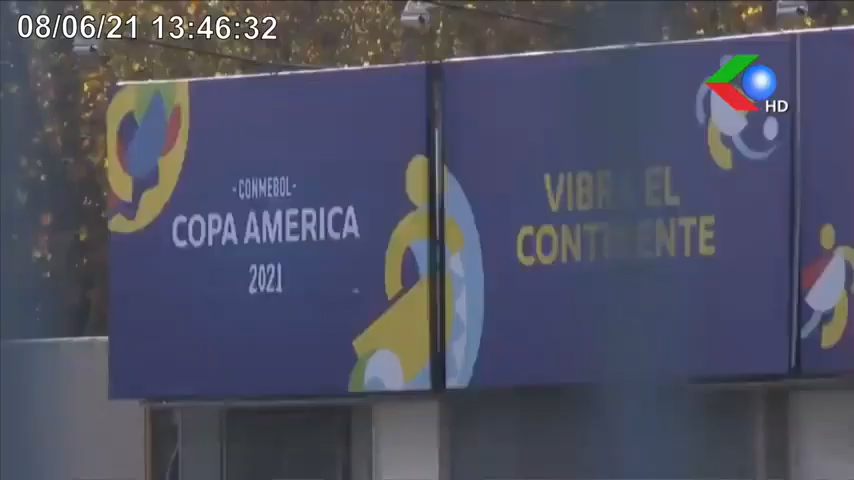 08/06/21 13:46:32
HD
-CONMEBOL-
COPA AMERICA
2021
VIBRA EL
CONTINENTE